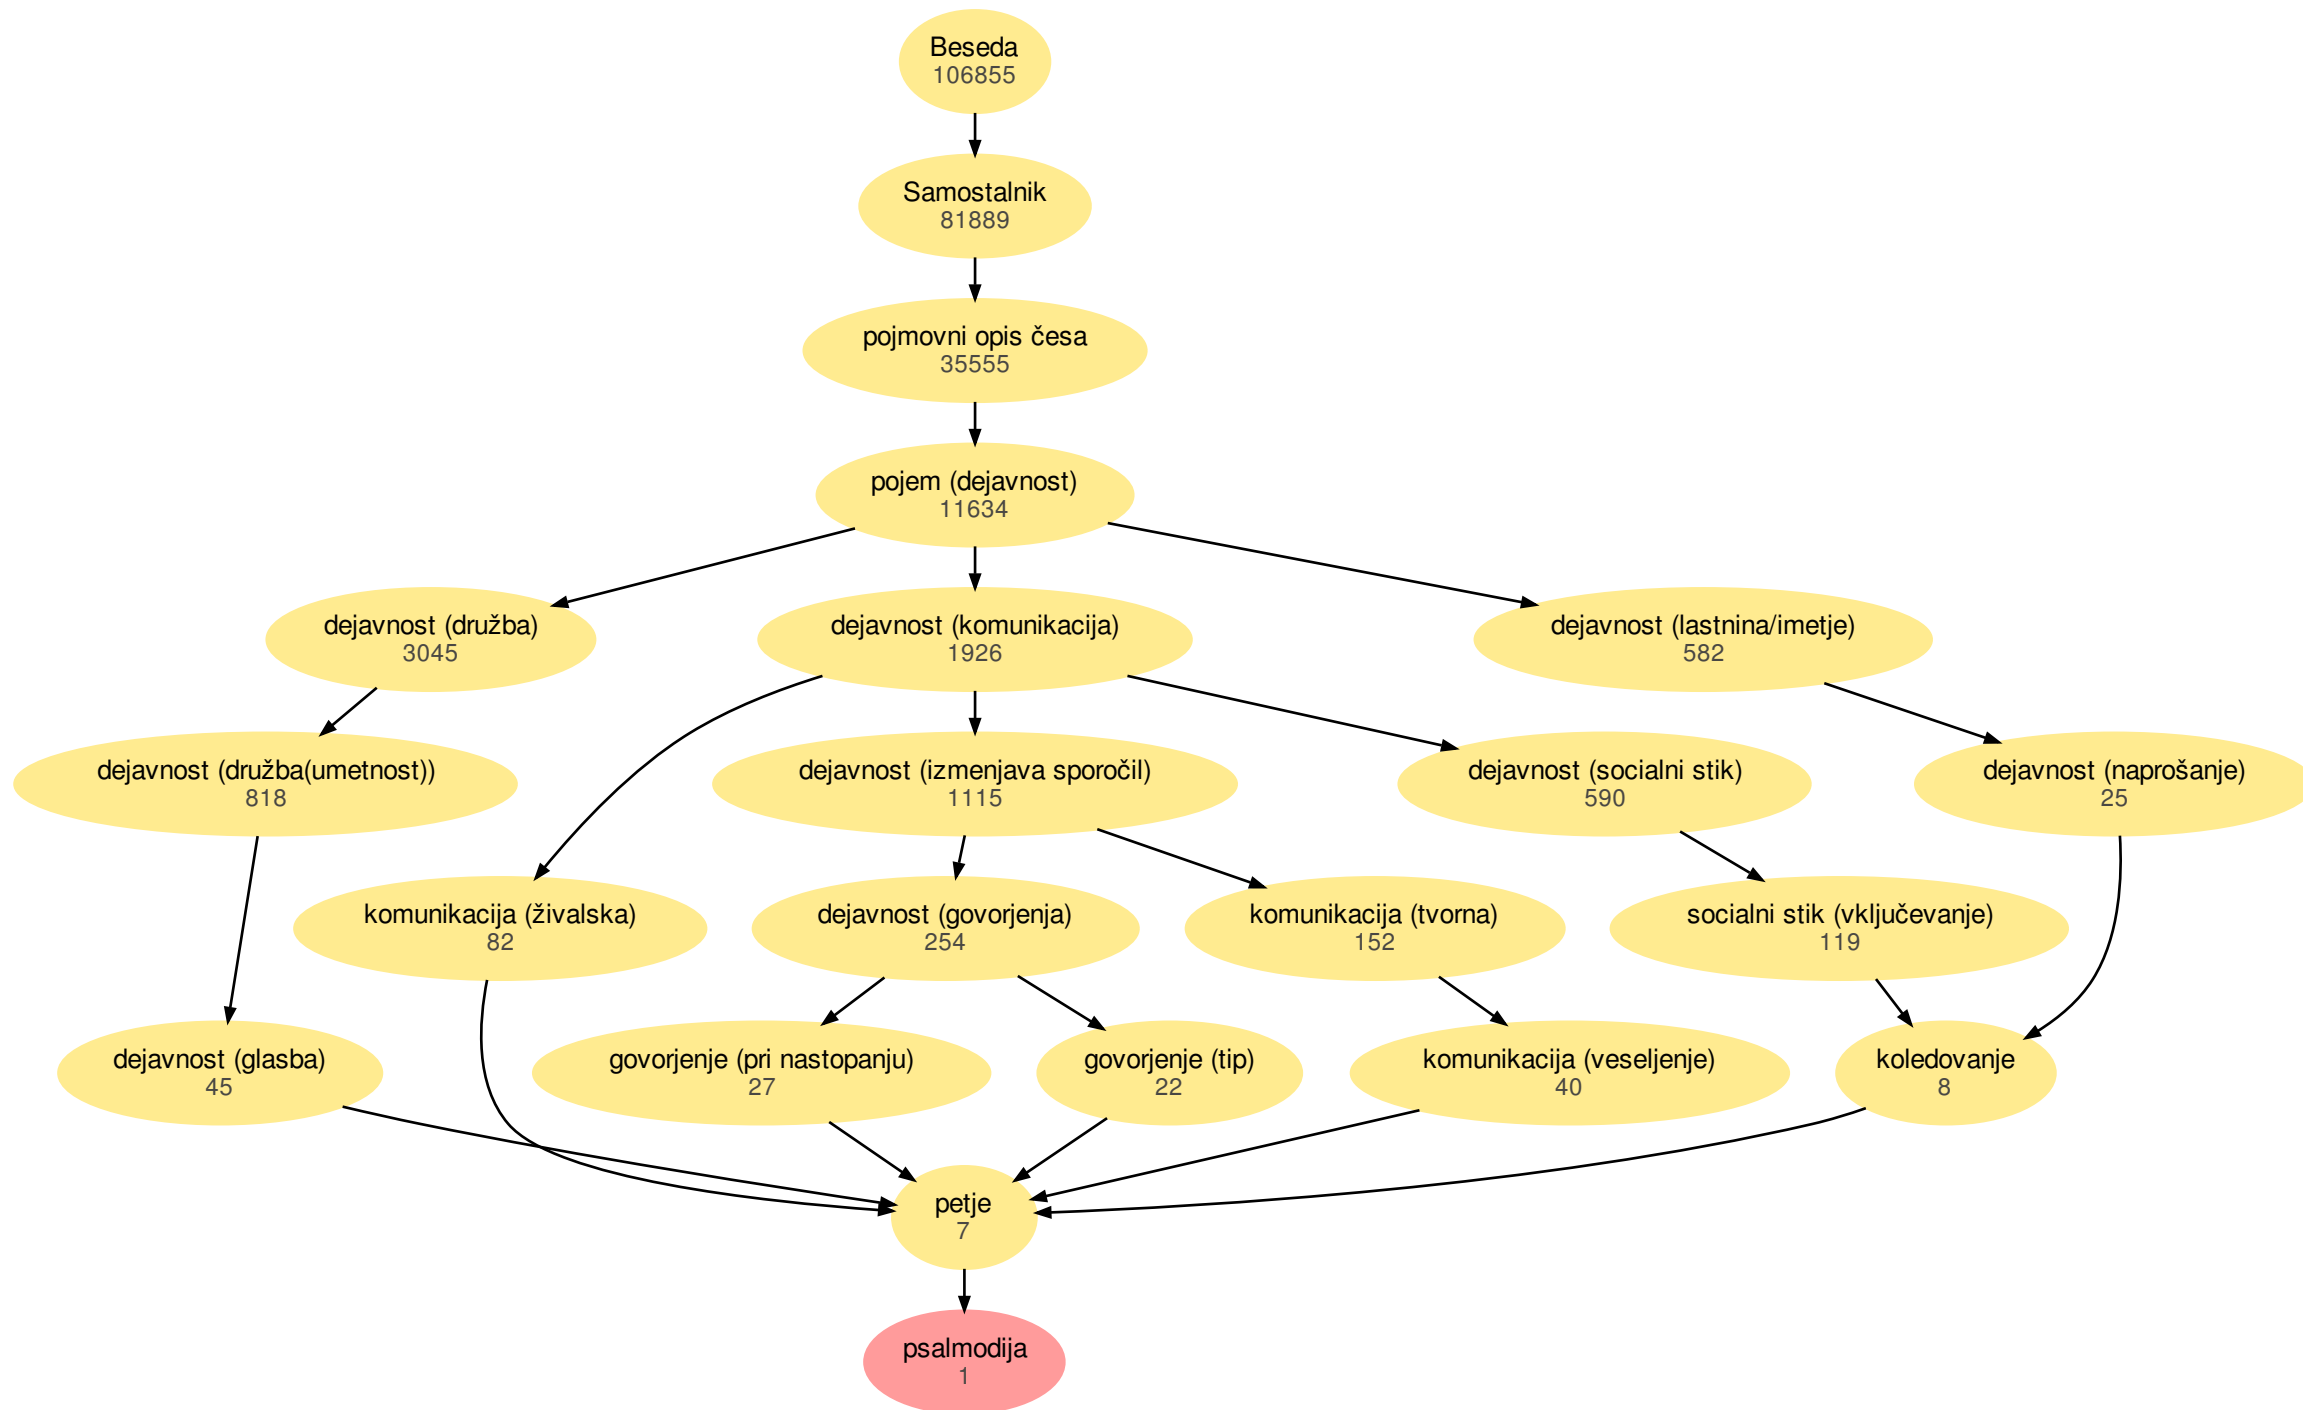 Beseda
106855
Samostalnik
81889
pojmovni opis česa
35555
pojem (dejavnost)
11634
dejavnost (družba)
3045
dejavnost (komunikacija)
1926
dejavnost (lastnina/imetje)
582
dejavnost (družba(umetnost))
818
dejavnost (izmenjava sporočil)
1115
dejavnost (socialni stik)
590
dejavnost (naprošanje)
25
komunikacija (živalska)
82
dejavnost (govorjenja)
254
komunikacija (tvorna)
152
socialni stik (vključevanje)
119
dejavnost (glasba)
45
govorjenje (pri nastopanju)
27
govorjenje (tip)
22
komunikacija (veseljenje)
40
koledovanje
8
petje
7
psalmodija
1